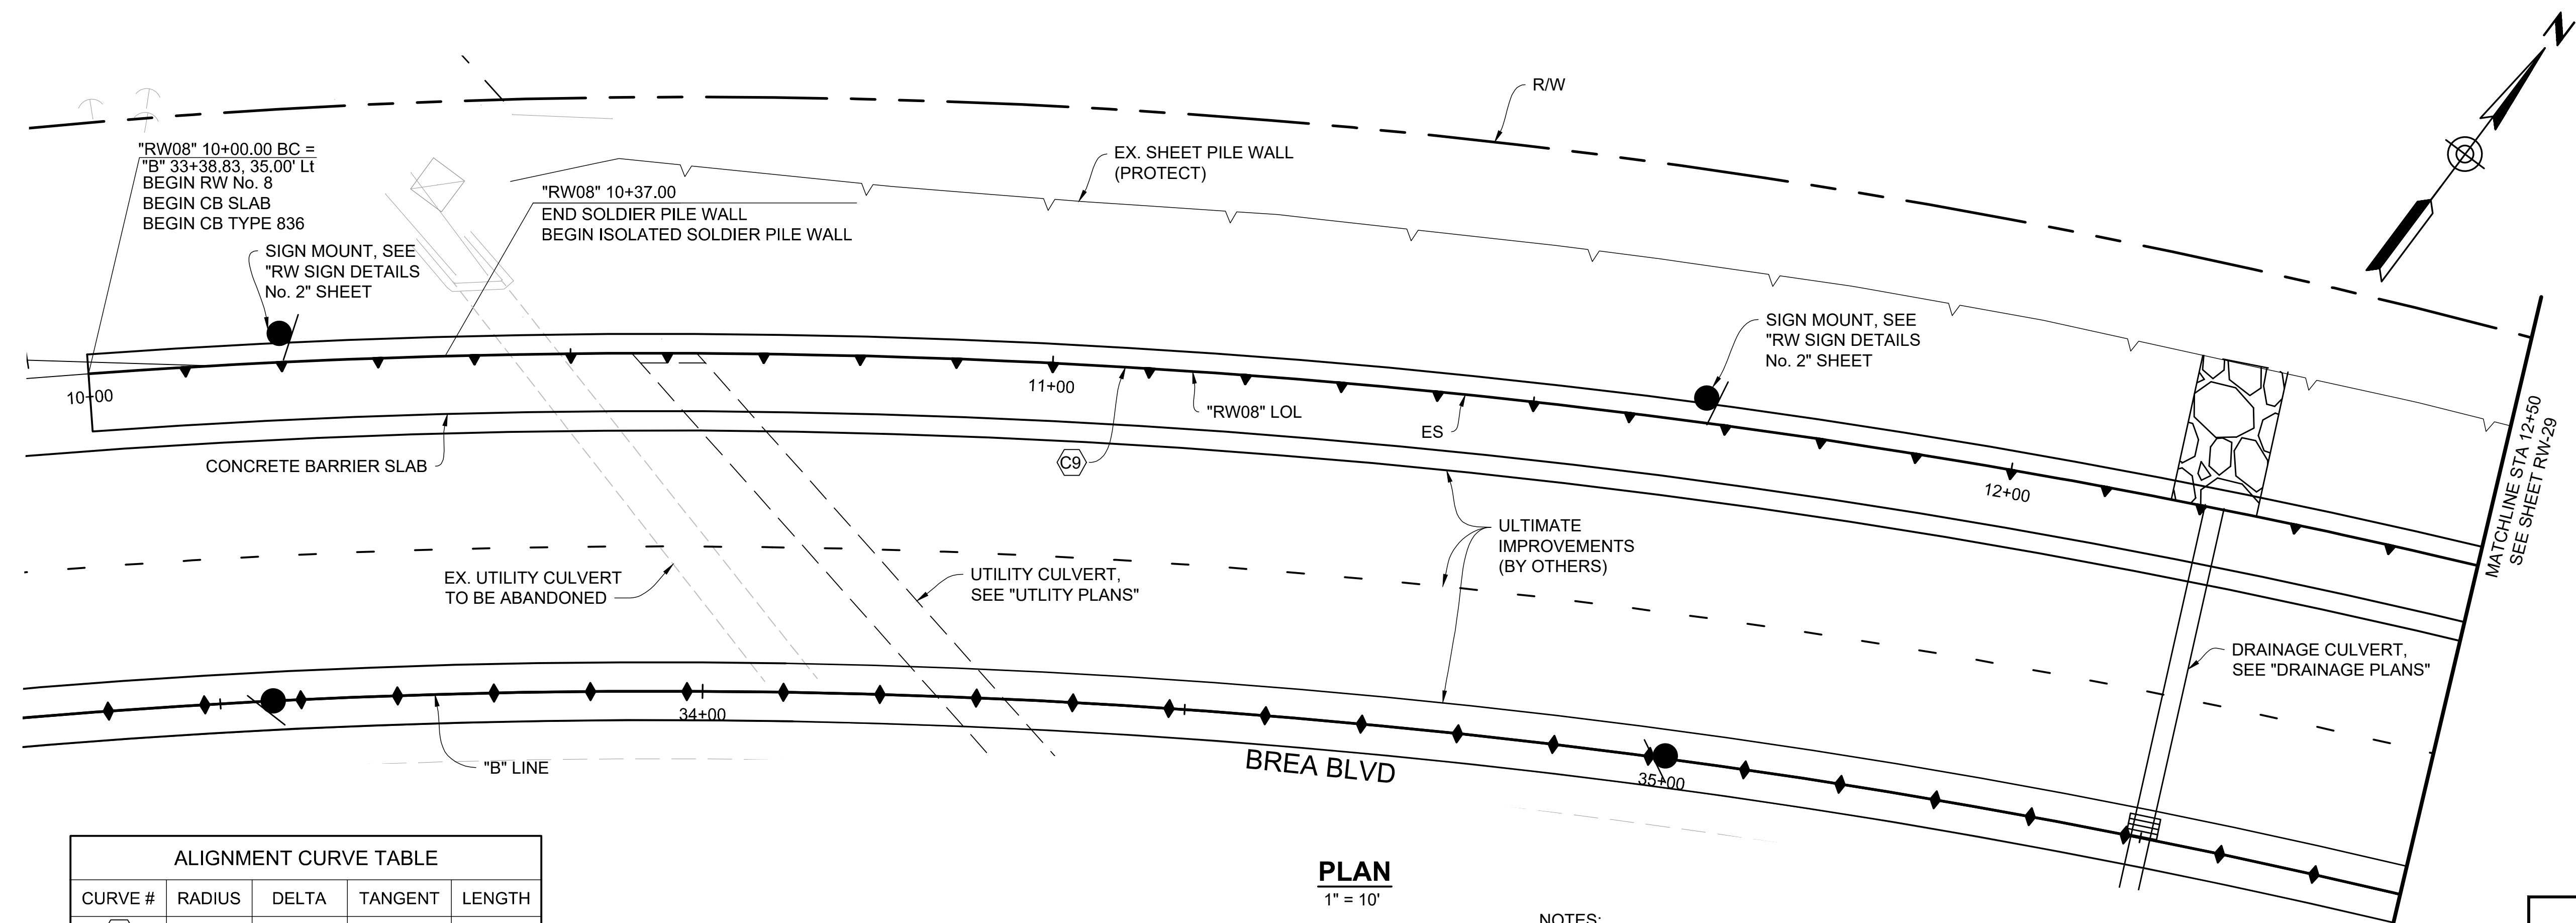 N
R/W
"RW08" 10+00.00 BC =
"B" 33+38.83, 35.00' Lt
BEGIN RW No. 8
BEGIN CB SLAB
BEGIN CB TYPE 836
EX. SHEET PILE WALL
(PROTECT)
"RW08" 10+37.00
END SOLDIER PILE WALL
BEGIN ISOLATED SOLDIER PILE WALL
SIGN MOUNT, SEE
"RW SIGN DETAILS
No. 2" SHEET
SIGN MOUNT, SEE
"RW SIGN DETAILS
No. 2" SHEET
10+00
11+00
"RW08" LOL
ES
C9
CONCRETE BARRIER SLAB
12+00
MATCHLINE STA 12+50
SEE SHEET RW-29
ULTIMATE
IMPROVEMENTS
(BY OTHERS)
EX. UTILITY CULVERT
TO BE ABANDONED
UTILITY CULVERT,
SEE "UTLITY PLANS"
DRAINAGE CULVERT,
SEE "DRAINAGE PLANS"
34+00
"B" LINE
BREA BLVD
35+00
ALIGNMENT CURVE TABLE
CURVE # RADIUS DELTA TANGENT LENGTH
PLAN
1" = 10'
NOTES: